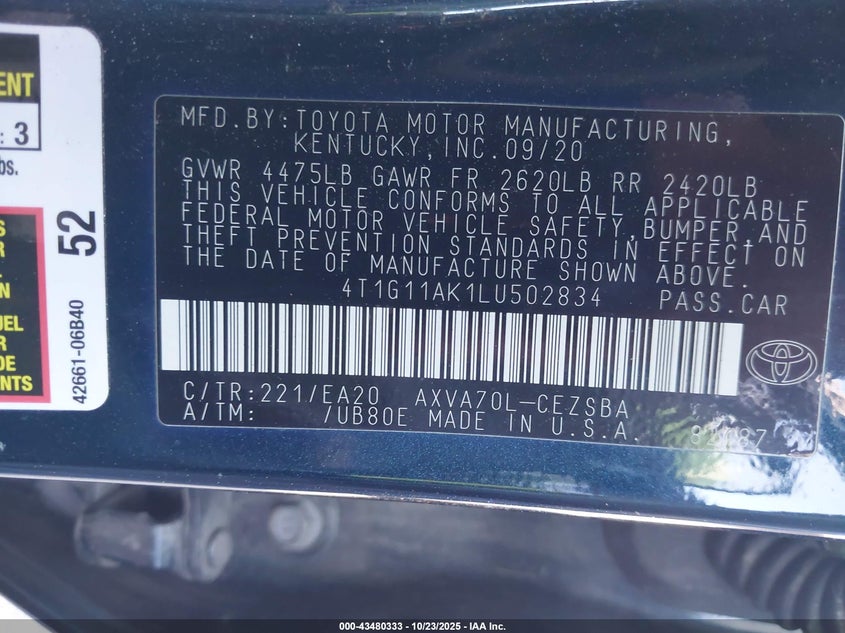 ENT
: 3
bs.
52
42661-06B40
S
R
L
UEL
R
DE
ENTS
MFD.BY:TOYOTA MOTOR MANUFACTURING,
KENTUCKY,INC.09/20
GVWR 4475LB GAWR FR 2620LB RR 2420LB
THIS VEHICLE CONFORMS TO ALL APPLICABLE
FEDERAL MOTOR VEHICLE SAFETY,BUMPER,AND
THEFT PREVENTION STANDARDS IN EFFECT ON
THE DATE OF MANUFACTURE SHOWN ABOVE.
4T1G11AK1LU502834 PASS.CAR
C/TR:221/EA20 AXVA70L-CEZSBA
A/TM: /UB80E MADE IN U.S.A.
000-43480333 | 10/23/2025 - IAA Inc.